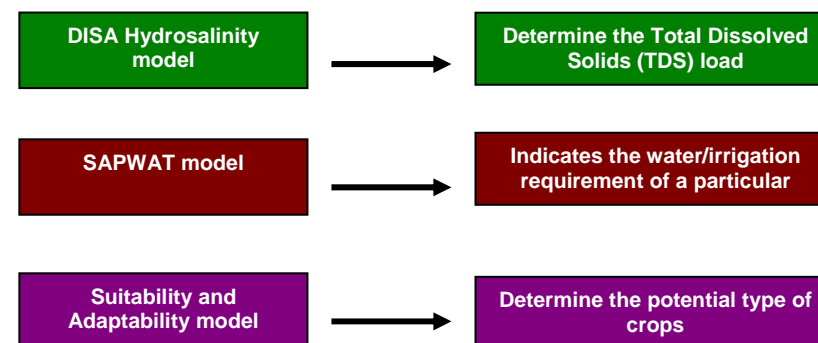 DISA Hydrosalinity
model
Determine the Total Dissolved
Solids (TDS) load
SAPWAT model
Indicates the water/irrigation
requirement of a particular
Suitability and
Adaptability model
Determine the potential type of
crops